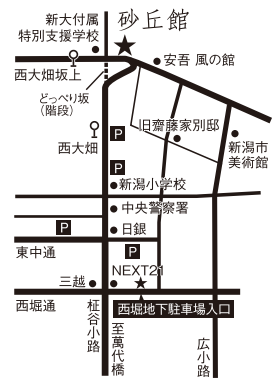 新大付属
特別支援学校
砂丘館
安吾 風の館
西大畑坂上
どっぺり坂
(階段)
旧齋藤家別邸
西大畑
P
新潟市
美術館
P
新潟小学校
中央警察署
P
日銀
東中通
P
三越
NEXT21
西堀通
西堀地下駐車場入口
柾谷小路
至萬代橋
広小路